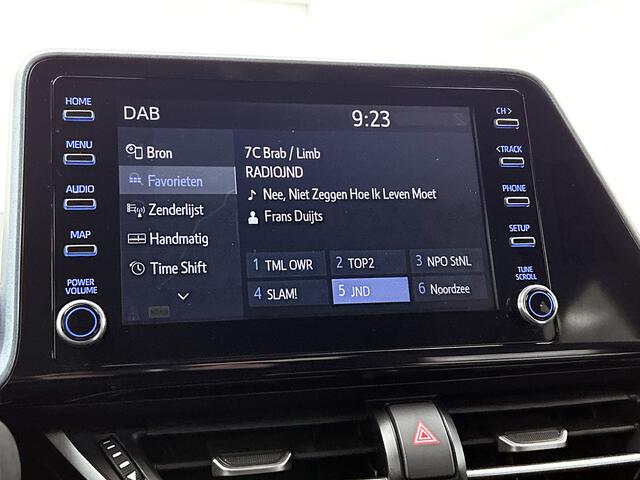 HOME
MENU
AUDIO
MAP
POWER
VOLUME
DAB
9:23
Bron
Favorieten
Zenderlijst
Handmatig
Time Shift
7C Brab / Limb
RADIOJND
Nee, Niet Zeggen Hoe Ik Leven Moet
Frans Duijts
1 TML OWR
2 TOP2
3 NPO StNL
4 SLAM!
5 JND
6 Noordzee
CH >
< TRACK
PHONE
SETUP
TUNE
SCROLL